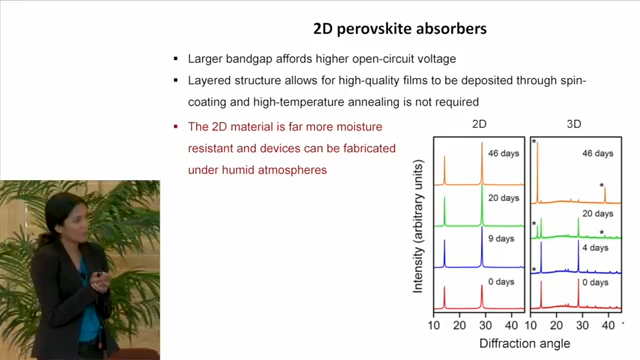 2D perovskite absorbers
• Larger bandgap affords higher open-circuit voltage
• Layered structure allows for high-quality films to be deposited through spin-
coating and high-temperature annealing is not required
• The 2D material is far more moisture
resistant and devices can be fabricated
under humid atmospheres
2D
3D
Intensity (arbitrary units)
46 days
20 days
9 days
0 days
* 46 days
*
20 days
* *
4 days
*
0 days
10 20 30 40
10 20 30 40
Diffraction angle